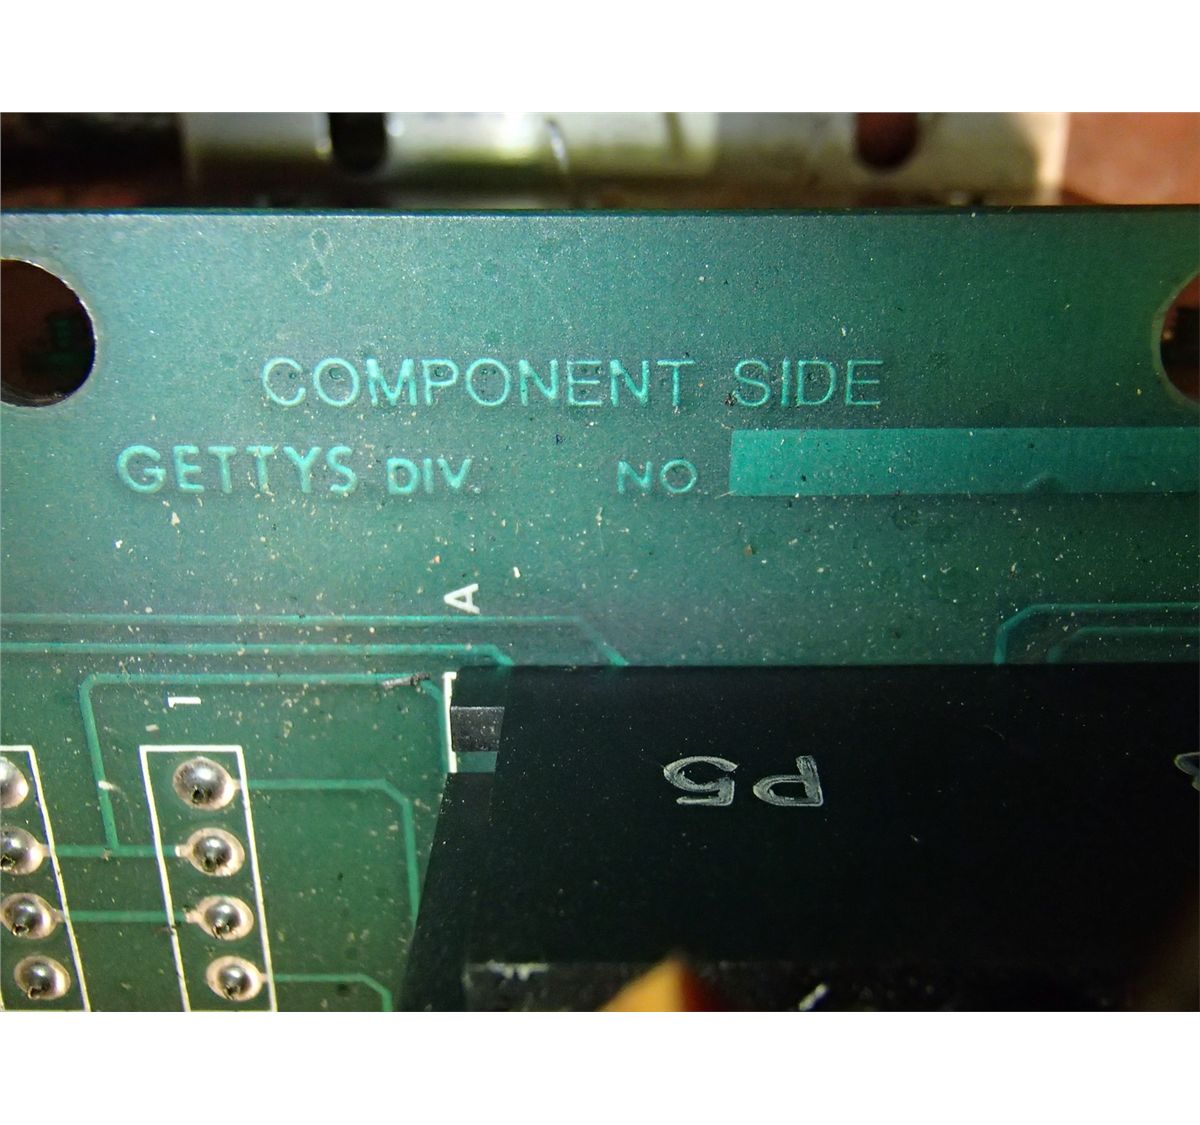 COMPONENT SIDE
GETTYS DIV. NO
A
1
P5